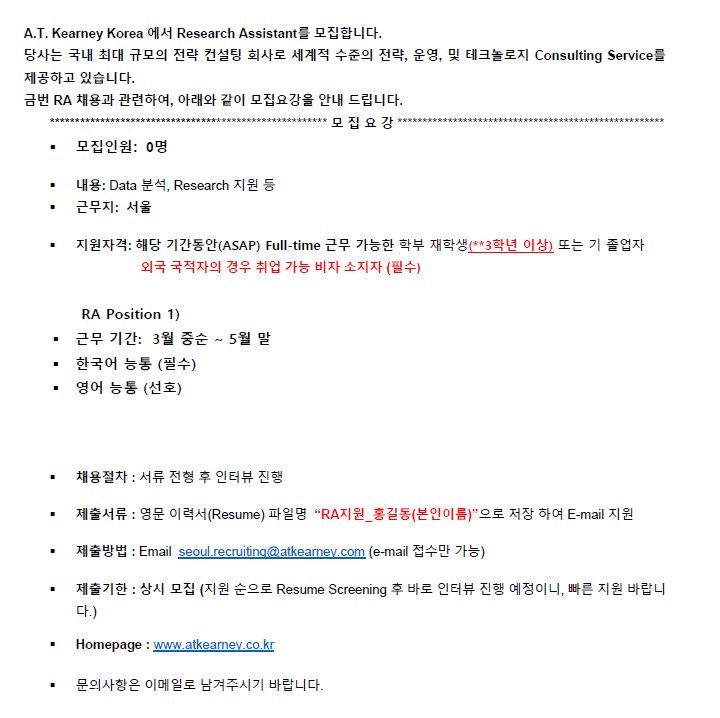 A.T. Kearney Korea 에서 Research Assistant를 모집합니다.
당사는 국내 최대 규모의 전략 컨설팅 회사로 세계적 수준의 전략, 운영, 및 테크놀로지 Consulting Service를
제공하고 있습니다.
금번 RA 채용과 관련하여, 아래와 같이 모집요강을 안내 드립니다.
******************************************************* 모 집 요 강 *****************************************************
▪ 모집인원: 0명
▪ 내용: Data 분석, Research 지원 등
▪ 근무지: 서울
▪ 지원자격: 해당 기간동안(ASAP) Full-time 근무 가능한 학부 재학생(**3학년 이상) 또는 기 졸업자
외국 국적자의 경우 취업 가능 비자 소지자 (필수)
RA Position 1)
▪ 근무 기간: 3월 중순 ~ 5월 말
▪ 한국어 능통 (필수)
▪ 영어 능통 (선호)
▪ 채용절차 : 서류 전형 후 인터뷰 진행
▪ 제출서류 : 영문 이력서(Resume) 파일명 “RA지원_홍길동(본인이름)”으로 저장 하여 E-mail 지원
▪ 제출방법 : Email seoul.recruiting@atkearney.com (e-mail 접수만 가능)
▪ 제출기한 : 상시 모집 (지원 순으로 Resume Screening 후 바로 인터뷰 진행 예정이니, 빠른 지원 바랍니
다.)
▪ Homepage : www.atkearney.co.kr
▪ 문의사항은 이메일로 남겨주시기 바랍니다.